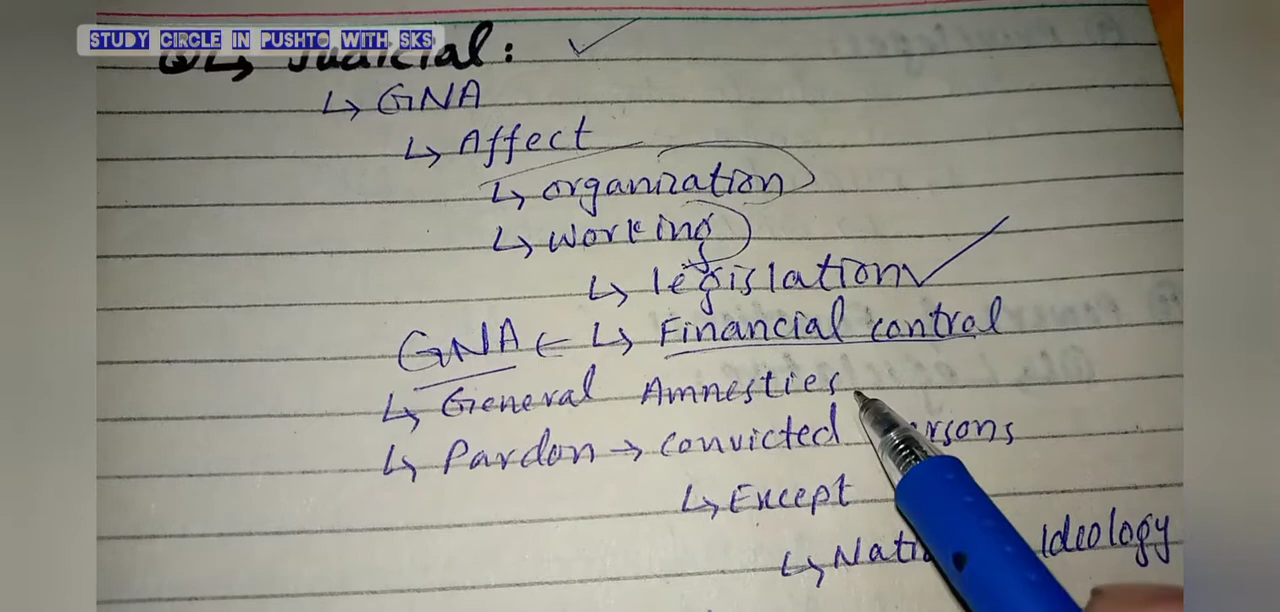 STUDY CIRCLE IN PUSHTO WITH SKS
↳ Judicial:
↳ GNA
↳ Affect
↳ organization
↳ working
↳ legislation
GNA ← ↳ Financial control
↳ General Amnesties
↳ Pardon → convicted
↳ Except
↳ Ideology